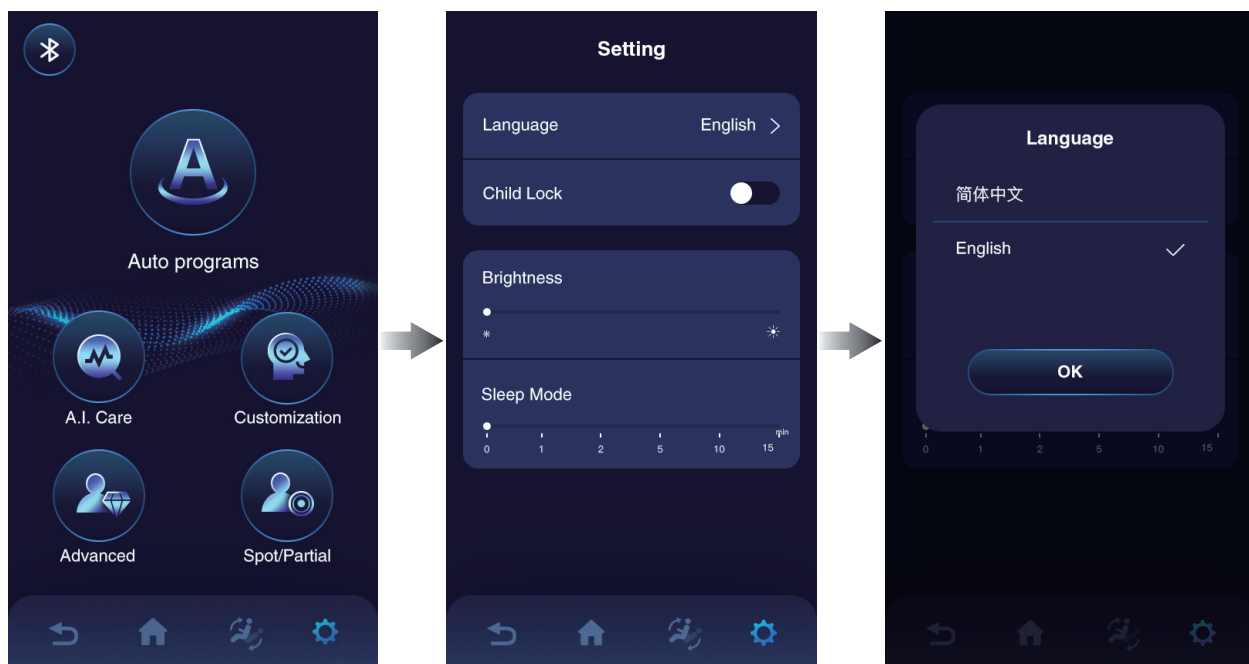 A
Auto programs
A.I. Care
Customization
Advanced
Spot/Partial
Setting
Language English
Child Lock
Brightness
Sleep Mode
min
0 1 2 5 10 15
Language
简体中文
English
OK
0 1 2 5 10 15